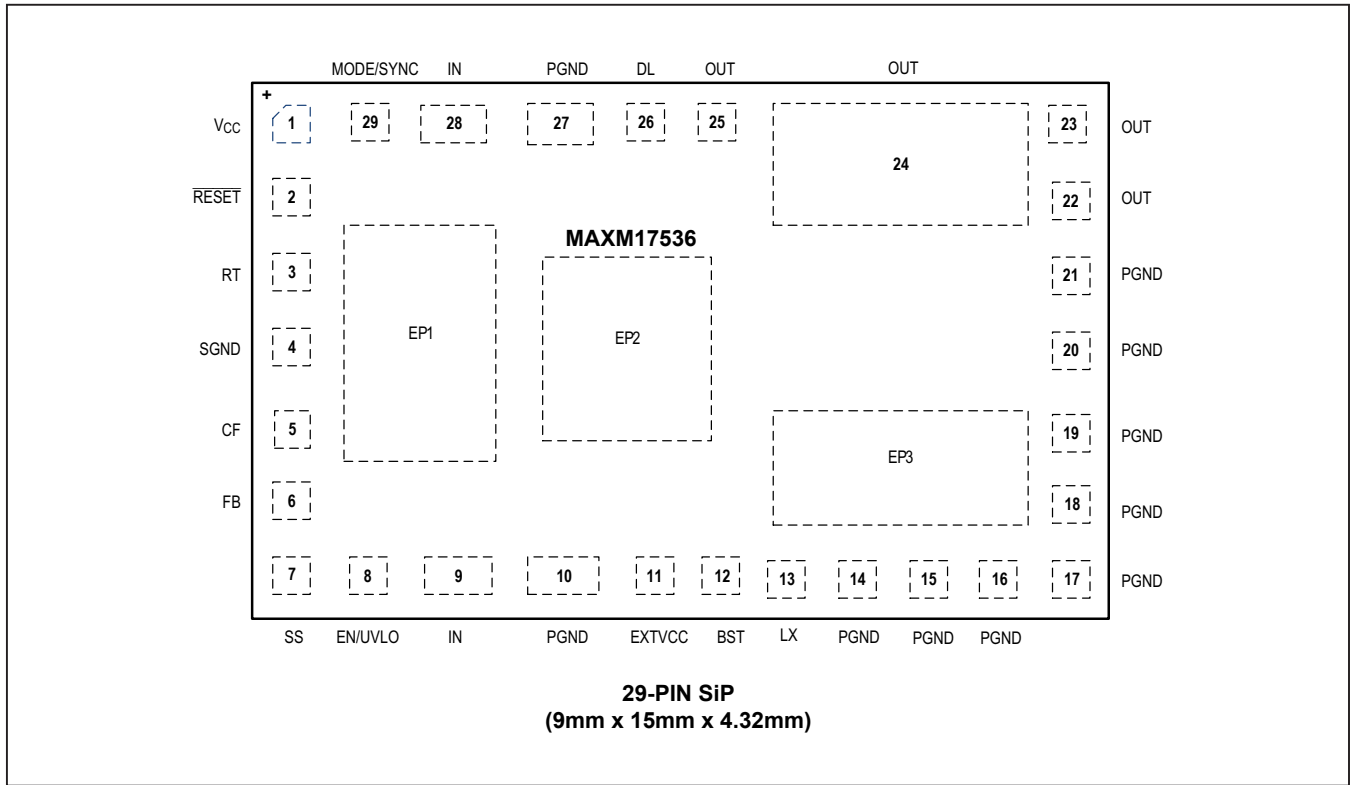 MODE/SYNC IN PGND DL OUT OUT
+
VCC 1 29 28 27 26 25 24 23 OUT
RESET 2 22 OUT
MAXM17536
RT 3 21 PGND
EP1 EP2
SGND 4 20 PGND
CF 5 19 PGND
EP3
FB 6 18 PGND
7 8 9 10 11 12 13 14 15 16 17 PGND
SS EN/UVLO IN PGND EXTVCC BST LX PGND PGND PGND
29-PIN SiP
(9mm x 15mm x 4.32mm)